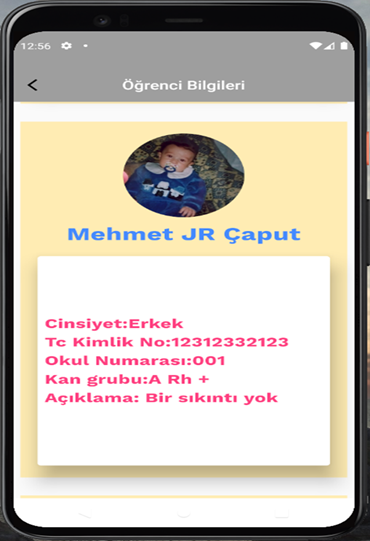 12:56
Öğrenci Bilgileri
Mehmet JR Çaput
Cinsiyet:Erkek
Tc Kimlik No:12312332123
Okul Numarası:001
Kan grubu:A Rh +
Açıklama: Bir sıkıntı yok